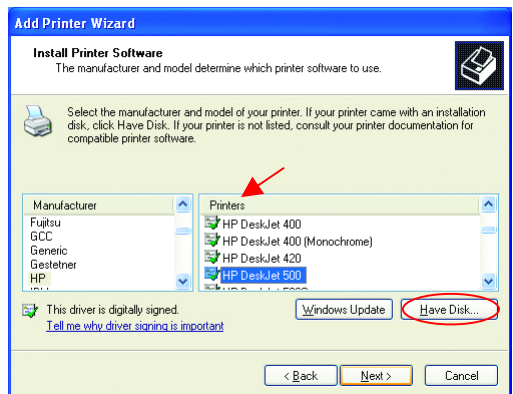 Add Printer Wizard
Install Printer Software
The manufacturer and model determine which printer software to use.
Select the manufacturer and model of your printer. If your printer came with an installation
disk, click Have Disk. If your printer is not listed, consult your printer documentation for
compatible printer software.
Manufacturer
Fujitsu
GCC
Generic
Gestetner
HP
Printers
HP DeskJet 400
HP DeskJet 400 (Monochrome)
HP DeskJet 420
HP DeskJet 500
This driver is digitally signed.
Tell me why driver signing is important
Windows Update
Have Disk...
< Back
Next >
Cancel